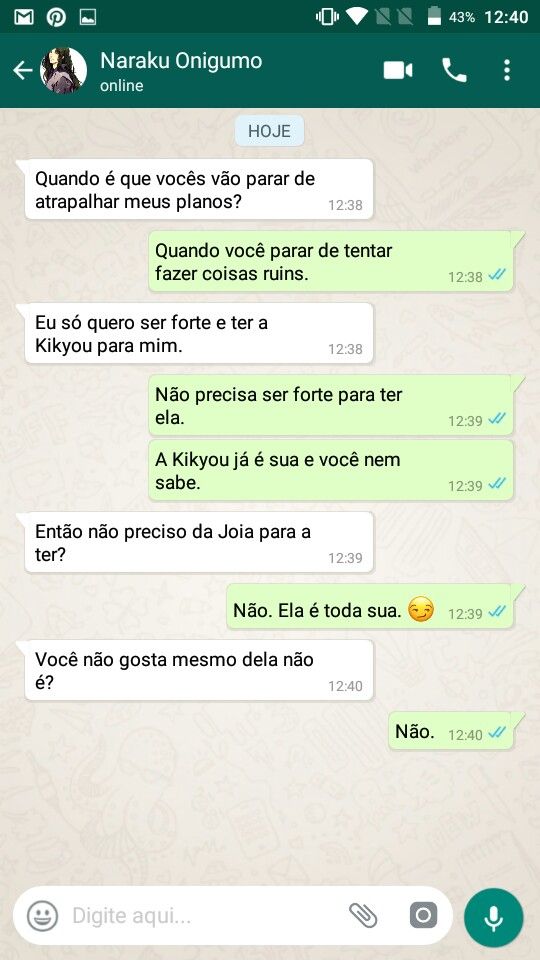 43% 12:40
Naraku Onigumo
online
HOJE
Quando é que vocês vão parar de
atrapalhar meus planos? 12:38
Quando você parar de tentar
fazer coisas ruins. 12:38
Eu só quero ser forte e ter a
Kikyou para mim. 12:38
Não precisa ser forte para ter
ela. 12:39
A Kikyou já é sua e você nem
sabe. 12:39
Então não preciso da Joia para a
ter? 12:39
Não. Ela é toda sua. 😏 12:39
Você não gosta mesmo dela não
é? 12:40
Não. 12:40
Digite aqui...